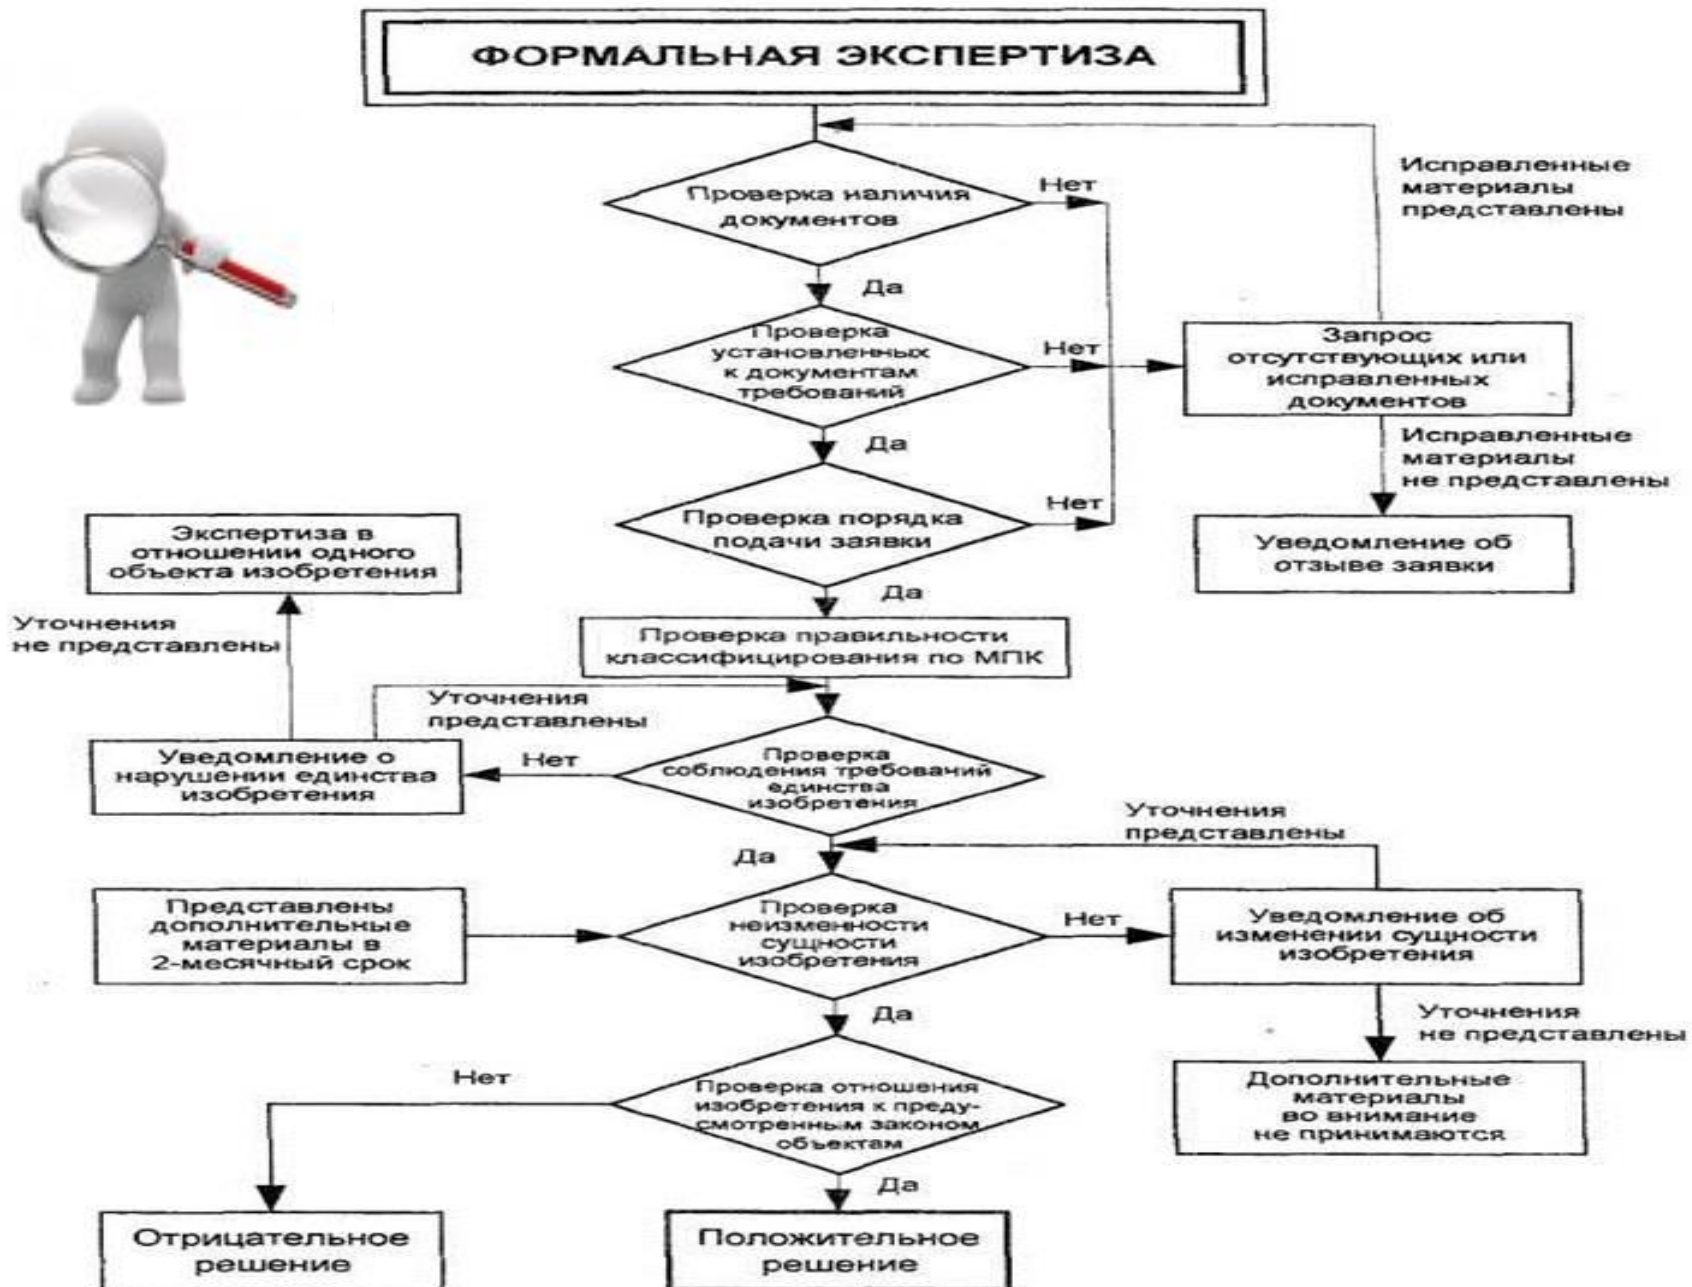 ФОРМАЛЬНАЯ ЭКСПЕРТИЗА
Проверка наличия
документов
Нет
Исправленные
материалы
представлены
Да
Проверка
установленных
к документам
требований
Нет
Запрос
отсутствующих или
исправленных
документов
Да
Исправленные
материалы
не представлены
Проверка порядка
подачи заявки
Нет
Уведомление об
отзыве заявки
Экспертиза в
отношении одного
объекта изобретения
Да
Уточнения
не представлены
Проверка правильности
классифицирования по МПК
Уточнения
представлены
Уведомление о
нарушении единства
изобретения
Нет
Проверка
соблюдения требований
единства
изобретения
Уточнения
представлены
Да
Представлены
дополнительные
материалы в
2-месячный срок
Проверка
неизменности
сущности
изобретения
Нет
Уведомление об
изменении сущности
изобретения
Да
Уточнения
не представлены
Нет
Проверка отношения
изобретения к преду-
смотренным законом
объектам
Дополнительные
материалы
во внимание
не принимаются
Да
Отрицательное
решение
Положительное
решение